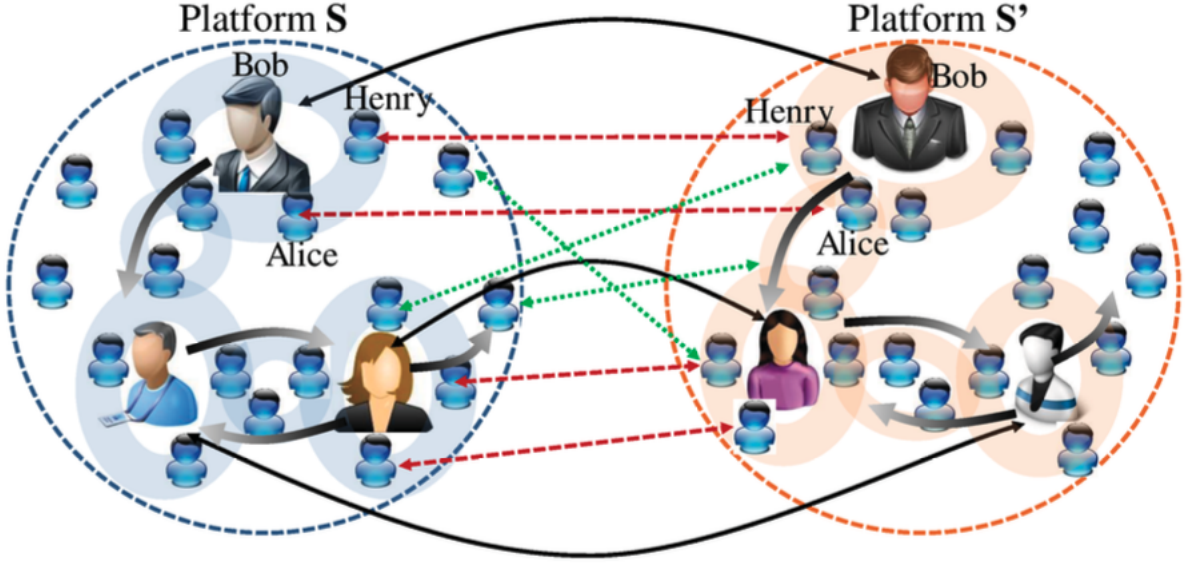 Platform S
Platform S’
Bob
Bob
Henry
Henry
Alice
Alice